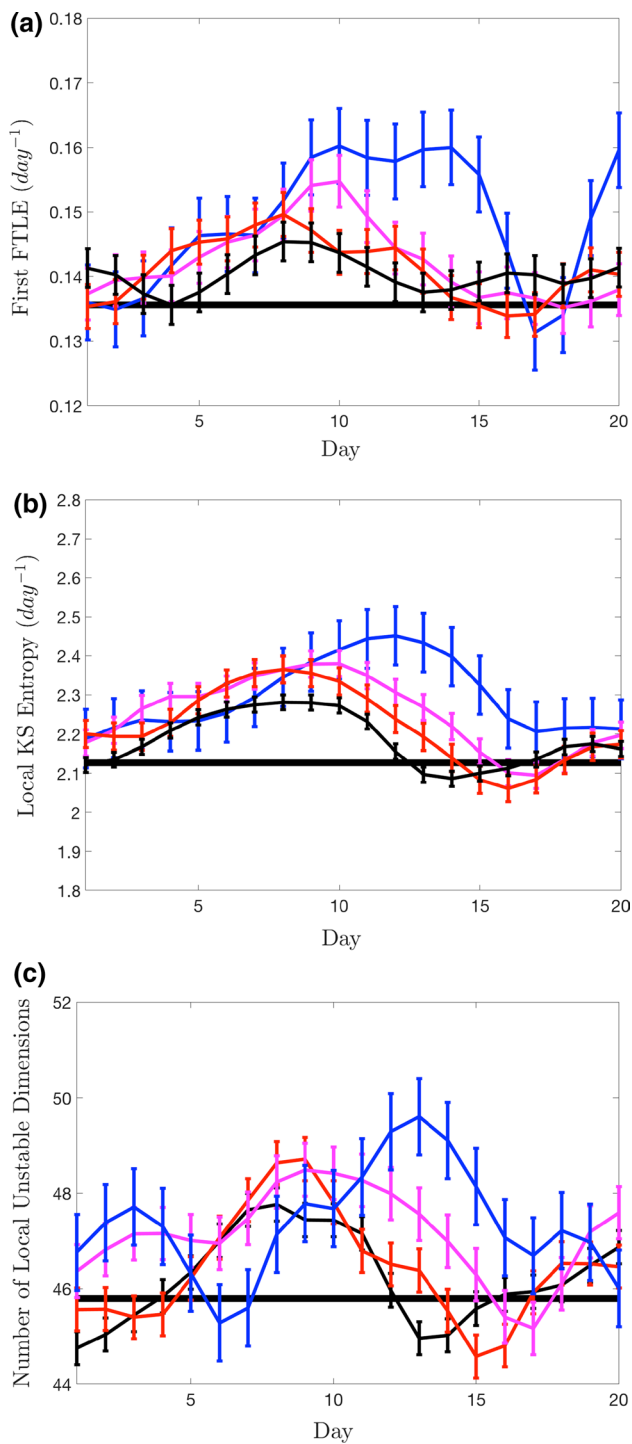 (a)
0.18
0.17
0.16
0.15
0.14
0.13
0.12
First FTLE (day⁻¹)
5 10 15 20
Day
(b)
2.8
2.7
2.6
2.5
2.4
2.3
2.2
2.1
2
1.9
1.8
Local KS Entropy (day⁻¹)
5 10 15 20
Day
(c)
52
50
48
46
44
Number of Local Unstable Dimensions
5 10 15 20
Day